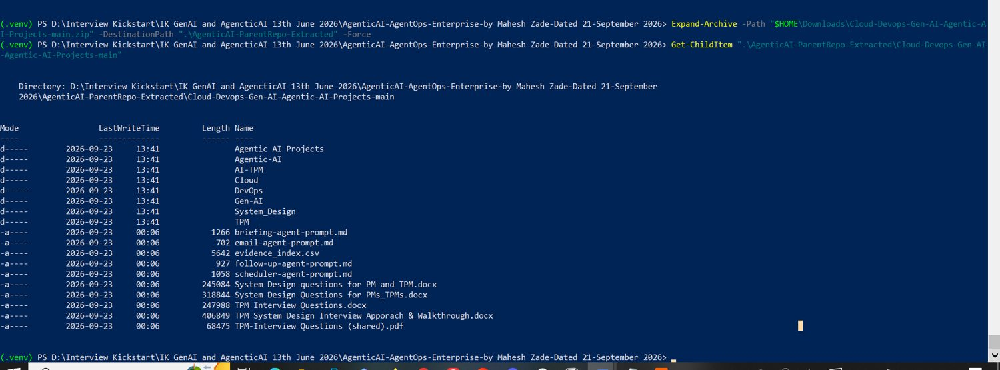 (.venv) PS D:\Interview Kickstart\IK GenAI and AgencticAI 13th June 2026\AgenticAI-AgentOps-Enterprise-by Mahesh Zade-Dated 21-September 2026> Expand-Archive -Path "$HOME\Downloads\Cloud-Devops-Gen-AI-Agentic-A
I-Projects-main.zip" -DestinationPath ".\AgenticAI-ParentRepo-Extracted" -Force
(.venv) PS D:\Interview Kickstart\IK GenAI and AgencticAI 13th June 2026\AgenticAI-AgentOps-Enterprise-by Mahesh Zade-Dated 21-September 2026> Get-ChildItem ".\AgenticAI-ParentRepo-Extracted\Cloud-Devops-Gen-AI
-Agentic-AI-Projects-main"
Directory: D:\Interview Kickstart\IK GenAI and AgencticAI 13th June 2026\AgenticAI-AgentOps-Enterprise-by Mahesh Zade-Dated 21-September
2026\AgenticAI-ParentRepo-Extracted\Cloud-Devops-Gen-AI-Agentic-AI-Projects-main
Mode LastWriteTime Length Name
---- ------------- ------ ----
d----- 2026-09-23 13:41 Agentic AI Projects
d----- 2026-09-23 13:41 Agentic-AI
d----- 2026-09-23 13:41 AI-TPM
d----- 2026-09-23 13:41 Cloud
d----- 2026-09-23 13:41 DevOps
d----- 2026-09-23 13:41 Gen-AI
d----- 2026-09-23 13:41 System_Design
d----- 2026-09-23 13:41 TPM
-a---- 2026-09-23 00:06 1266 briefing-agent-prompt.md
-a---- 2026-09-23 00:06 702 email-agent-prompt.md
-a---- 2026-09-23 00:06 5642 evidence_index.csv
-a---- 2026-09-23 00:06 927 follow-up-agent-prompt.md
-a---- 2026-09-23 00:06 1058 scheduler-agent-prompt.md
-a---- 2026-09-23 00:06 245084 System Design questions for PM and TPM.docx
-a---- 2026-09-23 00:06 318844 System Design Questions for PMs_TPMs.docx
-a---- 2026-09-23 00:06 247988 TPM Interview Questions.docx
-a---- 2026-09-23 00:06 406849 TPM System Design Interview Apporach & Walkthrough.docx
-a---- 2026-09-23 00:06 68475 TPM-Interview Questions (shared).pdf
(.venv) PS D:\Interview Kickstart\IK GenAI and AgencticAI 13th June 2026\AgenticAI-AgentOps-Enterprise-by Mahesh Zade-Dated 21-September 2026>